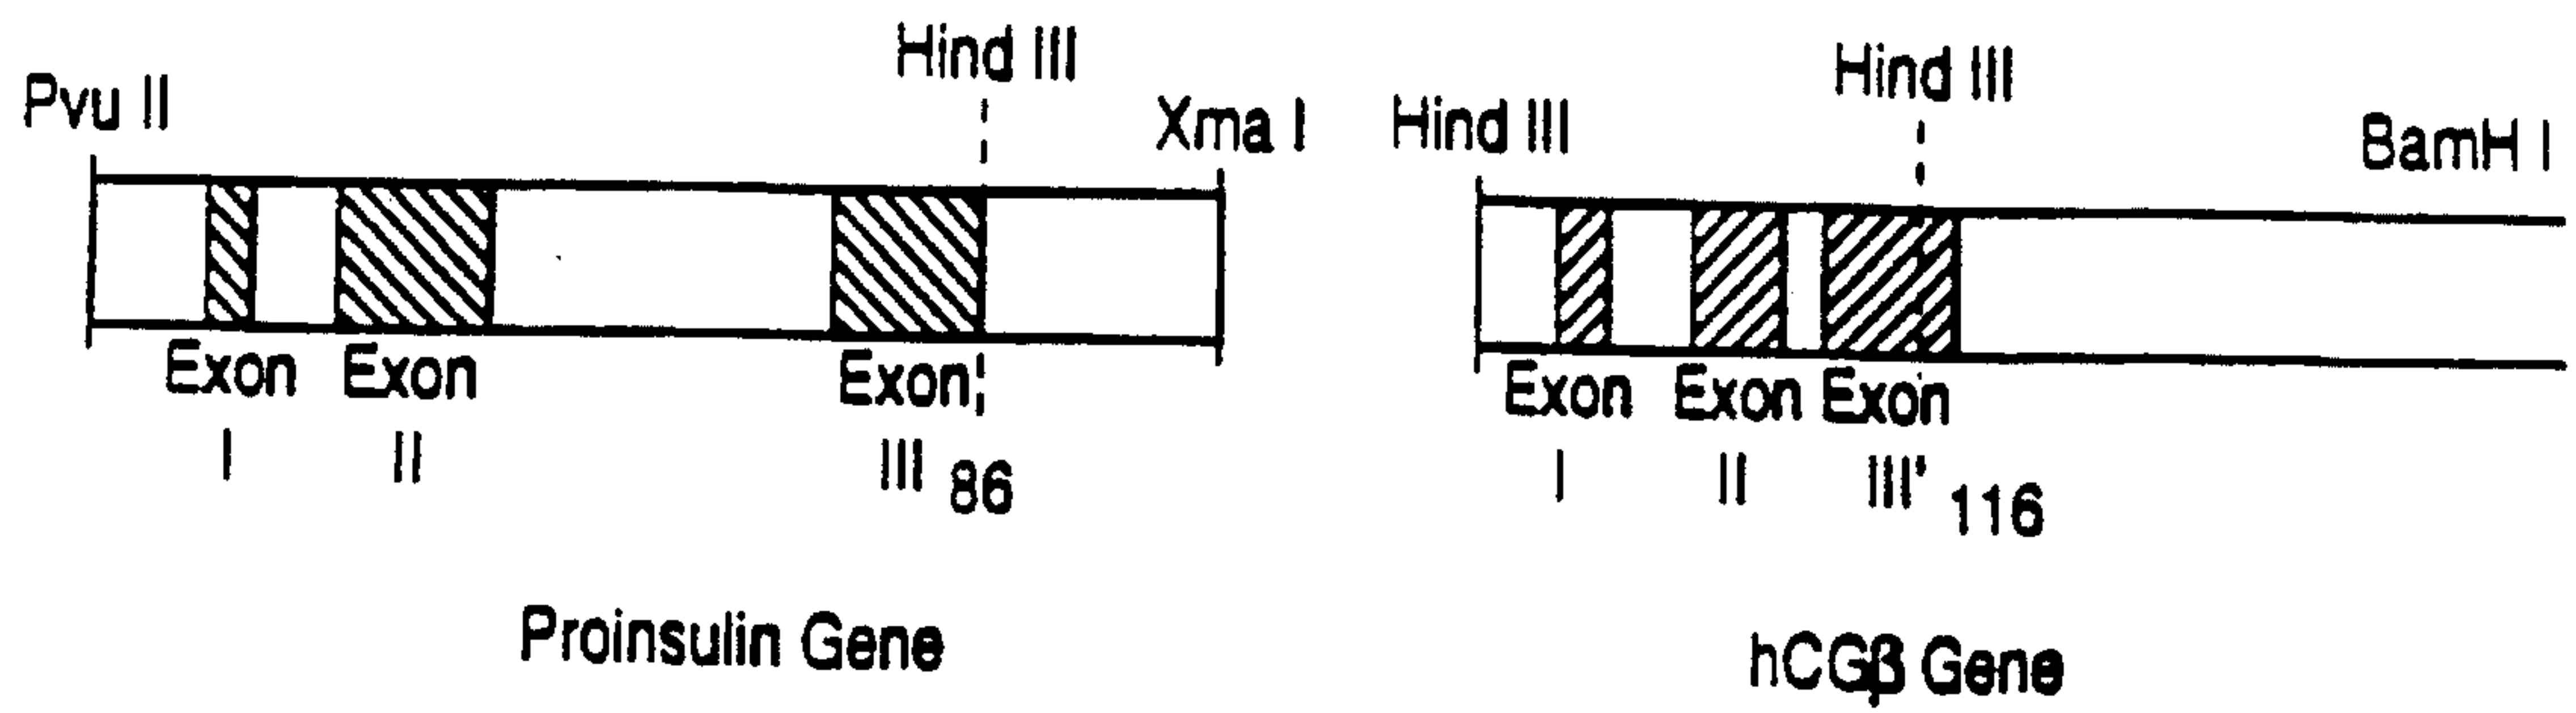 Pvu II
Hind III
Xma I
Exon
I
Exon
II
Exon
III 86
Proinsulin Gene
Hind III
Hind III
BamH I
Exon
I
Exon
II
Exon
III 116
hCGβ Gene